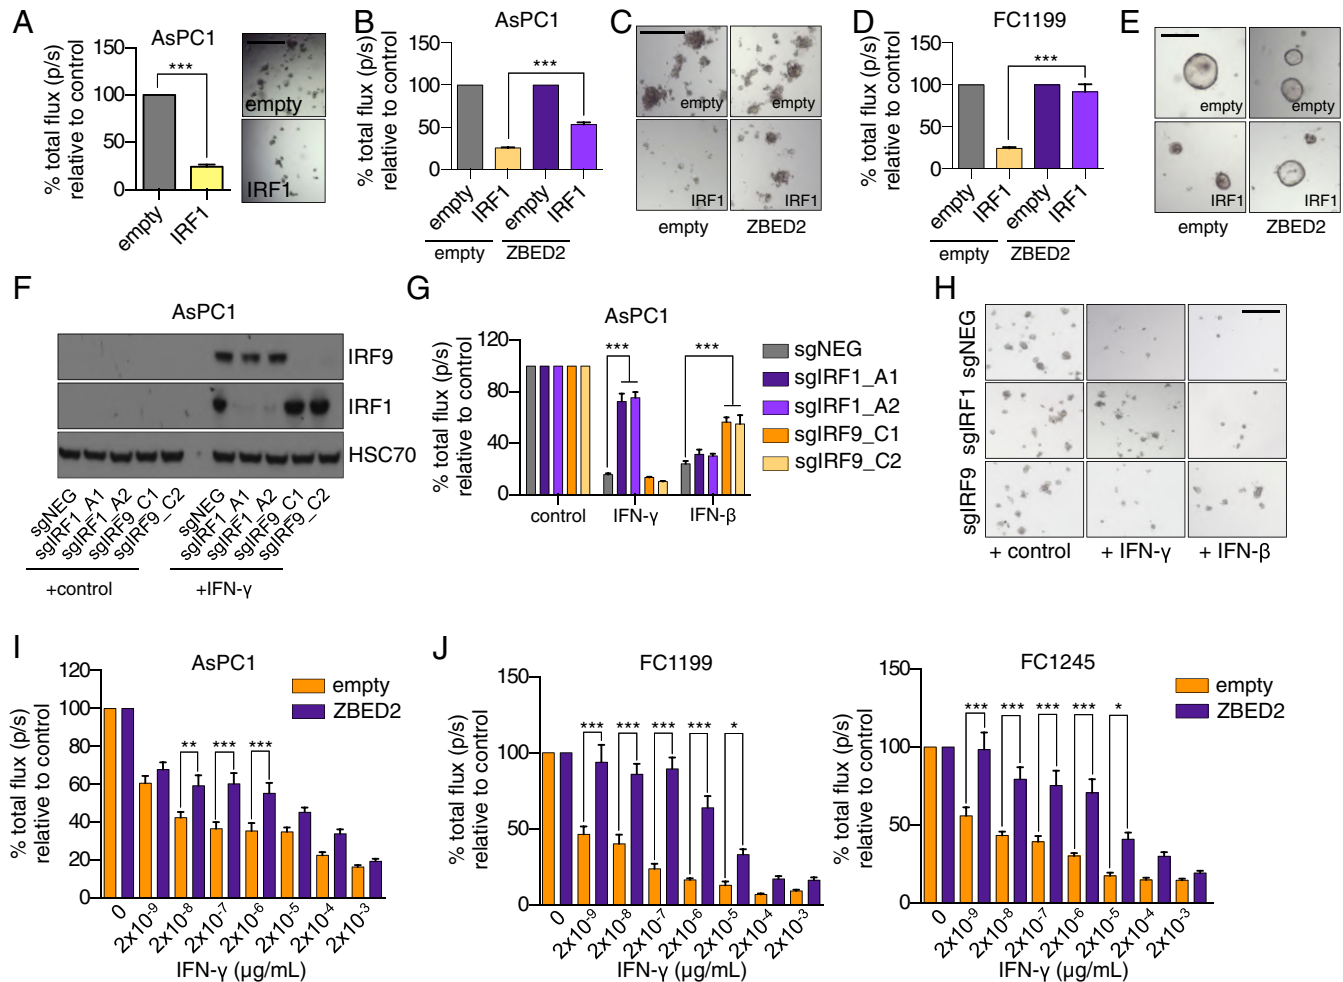 A
AsPC1
% total flux (p/s)
relative to control
150
100
50
0
***
empty
IRF1
empty
IRF1
B
AsPC1
% total flux (p/s)
relative to control
150
100
50
0
***
empty
IRF1
empty
IRF1
empty
ZBED2
C
empty
empty
IRF1
IRF1
empty
ZBED2
D
FC1199
% total flux (p/s)
relative to control
150
100
50
0
***
empty
IRF1
empty
IRF1
empty
ZBED2
E
empty
empty
IRF1
IRF1
empty
ZBED2
F
AsPC1
IRF9
IRF1
HSC70
sgNEG
sgIRF1_A1
sgIRF1_A2
sgIRF9_C1
sgIRF9_C2
sgNEG
sgIRF1_A1
sgIRF1_A2
sgIRF9_C1
sgIRF9_C2
+control
+IFN-γ
G
AsPC1
% total flux (p/s)
relative to control
120
80
40
0
***
***
control
IFN-γ
IFN-β
sgNEG
sgIRF1_A1
sgIRF1_A2
sgIRF9_C1
sgIRF9_C2
H
sgNEG
sgIRF1
sgIRF9
+ control
+ IFN-γ
+ IFN-β
I
AsPC1
% total flux (p/s)
relative to control
120
100
80
60
40
20
0
empty
ZBED2
**
***
***
0
2x10⁻⁹
2x10⁻⁸
2x10⁻⁷
2x10⁻⁶
2x10⁻⁵
2x10⁻⁴
2x10⁻³
IFN-γ (µg/mL)
J
FC1199
% total flux (p/s)
relative to control
150
100
50
0
***
***
***
***
*
0
2x10⁻⁹
2x10⁻⁸
2x10⁻⁷
2x10⁻⁶
2x10⁻⁵
2x10⁻⁴
2x10⁻³
IFN-γ (µg/mL)
FC1245
% total flux (p/s)
relative to control
150
100
50
0
***
***
***
***
*
0
2x10⁻⁹
2x10⁻⁸
2x10⁻⁷
2x10⁻⁶
2x10⁻⁵
2x10⁻⁴
2x10⁻³
IFN-γ (µg/mL)
empty
ZBED2